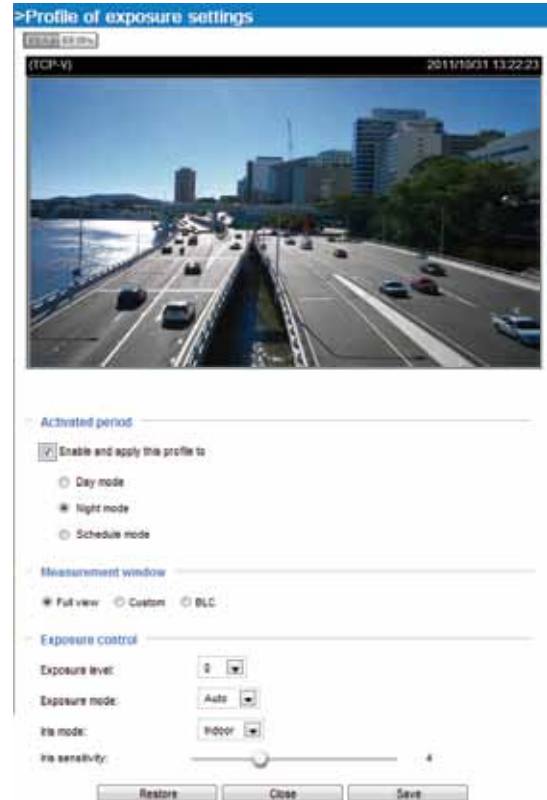 >Profile of exposure settings
(TCP-V) 2011/10/31 13:22:23
Activated period
Enable and apply this profile to
Day mode
Night mode
Schedule mode
Measurement window
Full view Custom BLC
Exposure control
Exposure level: 0
Exposure mode: Auto
Iris mode: Indoor
Iris sensitivity: 4
Restore Close Save